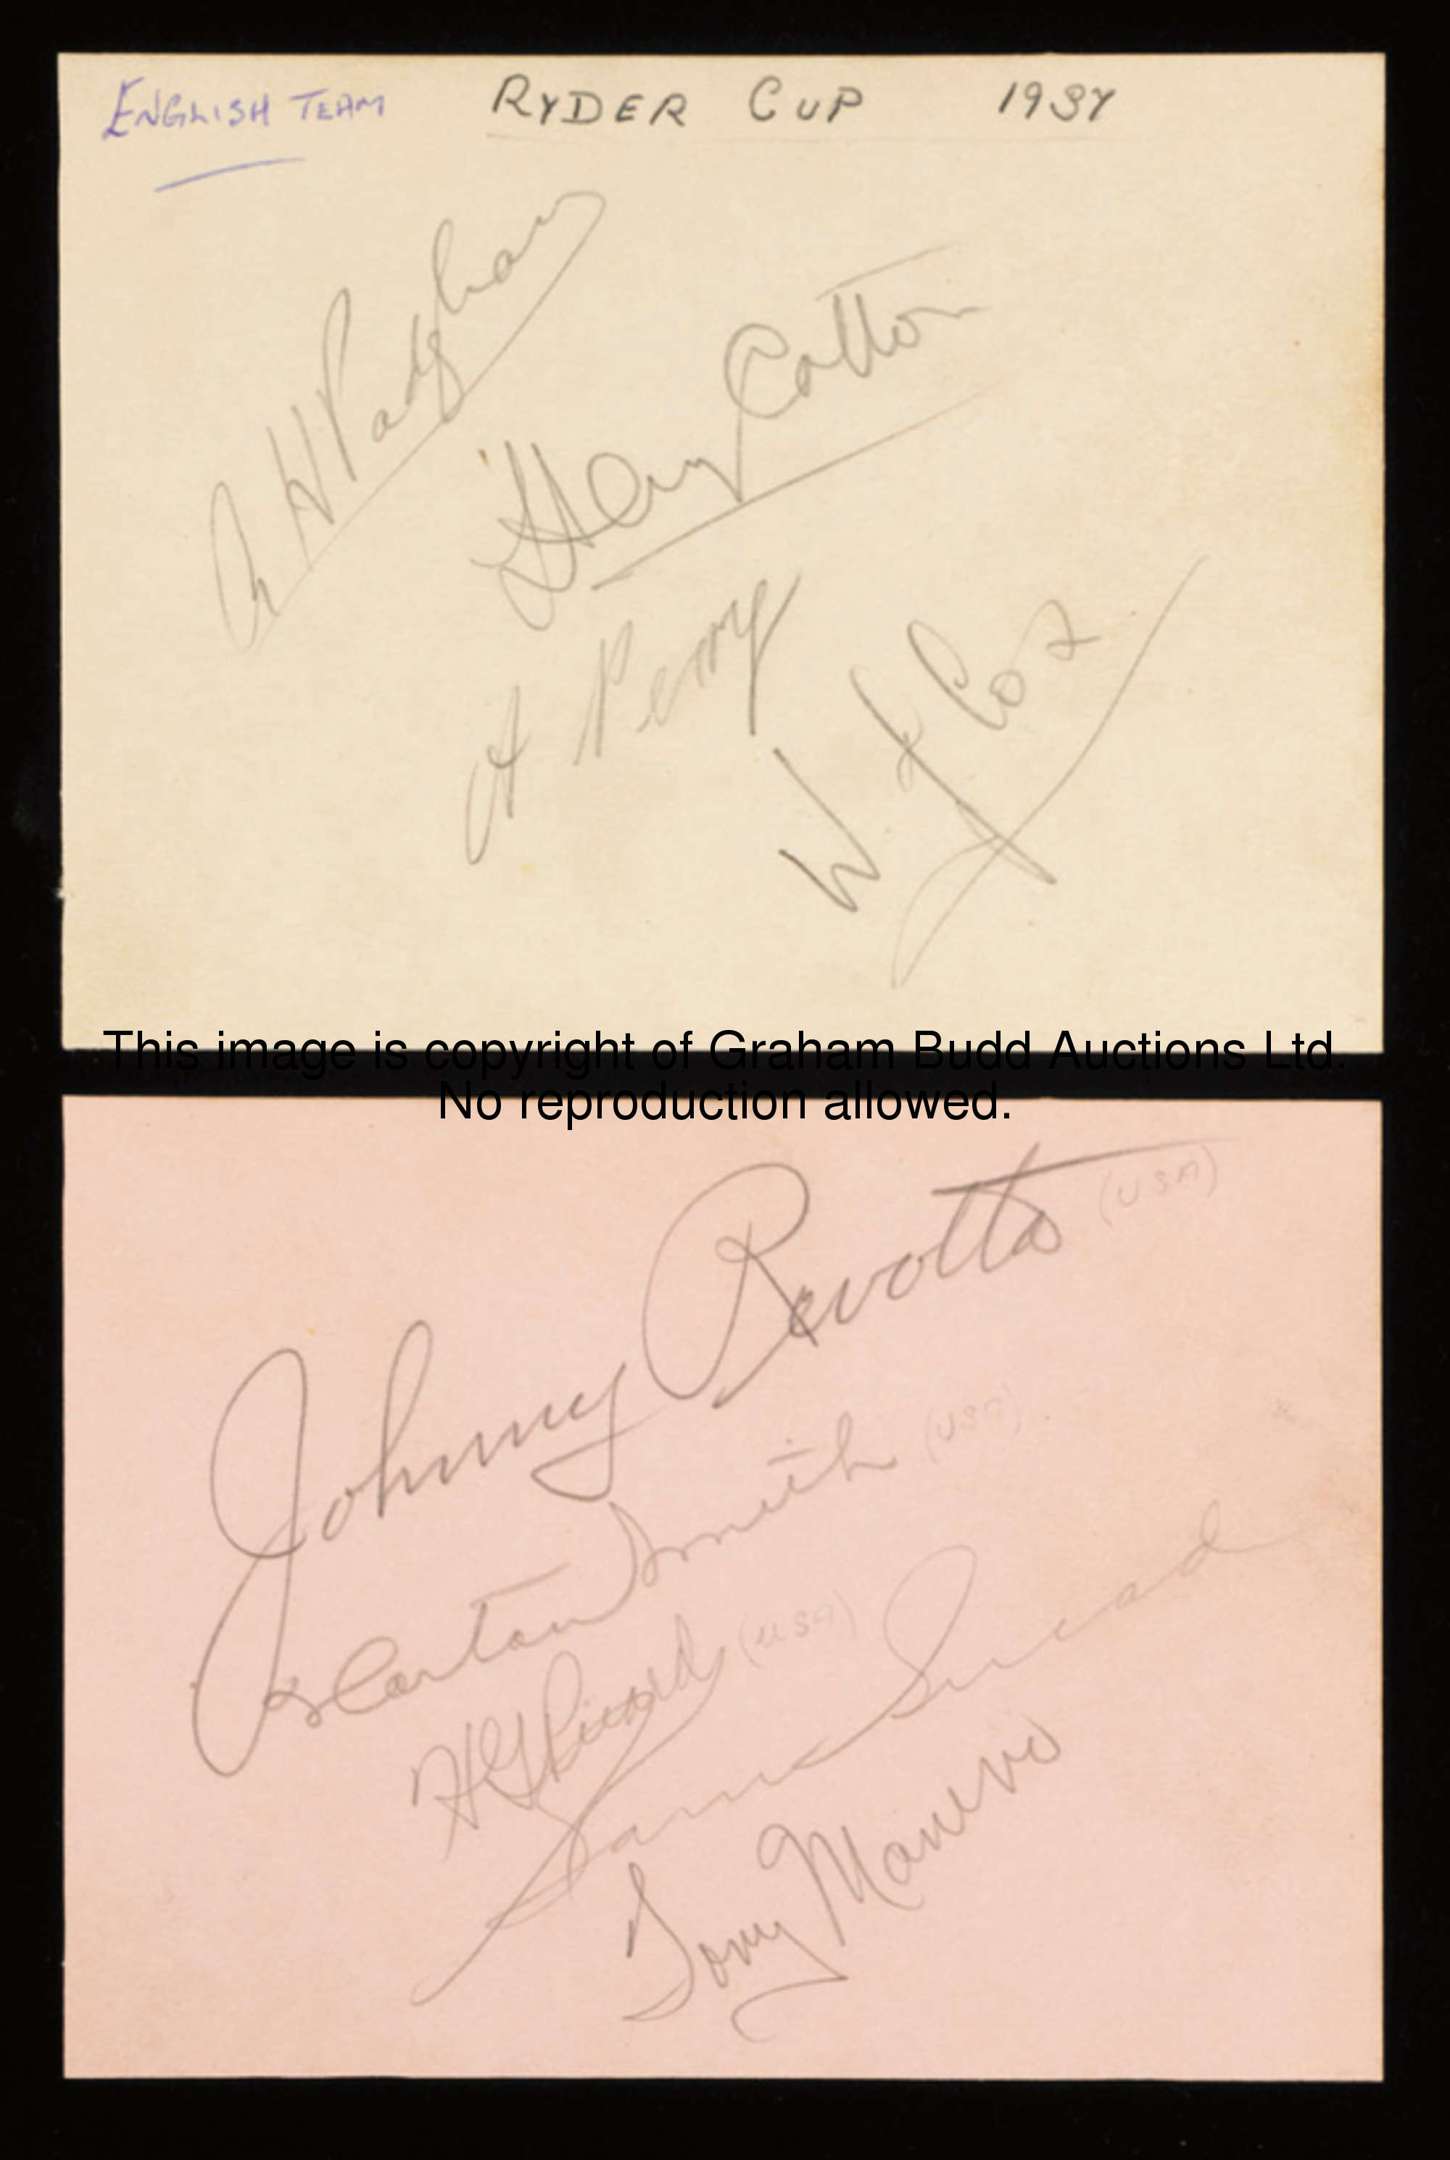 ENGLISH TEAM RYDER CUP 1937
A H Padgham
Henry Cotton
A Perry
W J Cox
This image is copyright of Graham Budd Auctions Ltd.
No reproduction allowed.
Johnny Revolta (USA)
Horton Smith (USA)
H G Picard (USA)
Sam Snead
Tony Manero